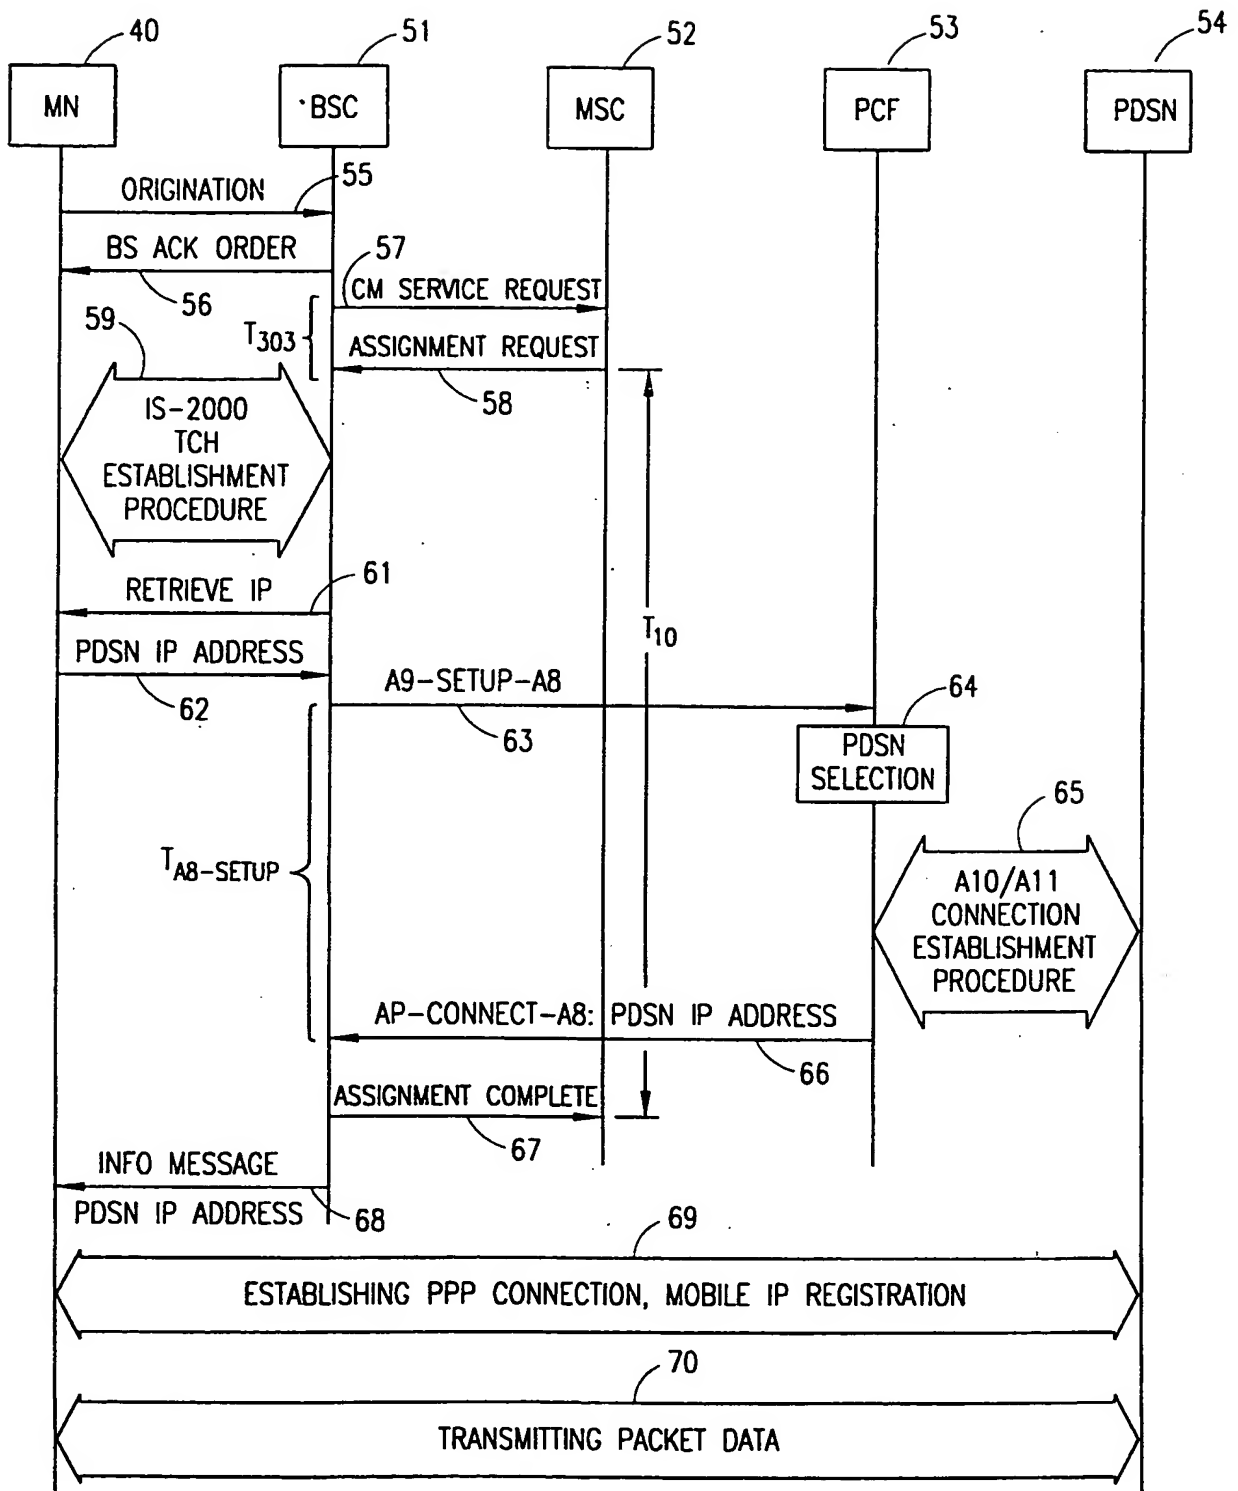 40
51
52
53
54
MN
BSC
MSC
PCF
PDSN
ORIGINATION
55
BS ACK ORDER
56
57
CM SERVICE REQUEST
T303
ASSIGNMENT REQUEST
58
59
IS-2000
TCH
ESTABLISHMENT
PROCEDURE
RETRIEVE IP
61
T10
PDSN IP ADDRESS
62
A9-SETUP-A8
63
64
PDSN
SELECTION
65
TA8-SETUP
A10/A11
CONNECTION
ESTABLISHMENT
PROCEDURE
AP-CONNECT-A8: PDSN IP ADDRESS
66
ASSIGNMENT COMPLETE
67
INFO MESSAGE
PDSN IP ADDRESS
68
69
ESTABLISHING PPP CONNECTION, MOBILE IP REGISTRATION
70
TRANSMITTING PACKET DATA